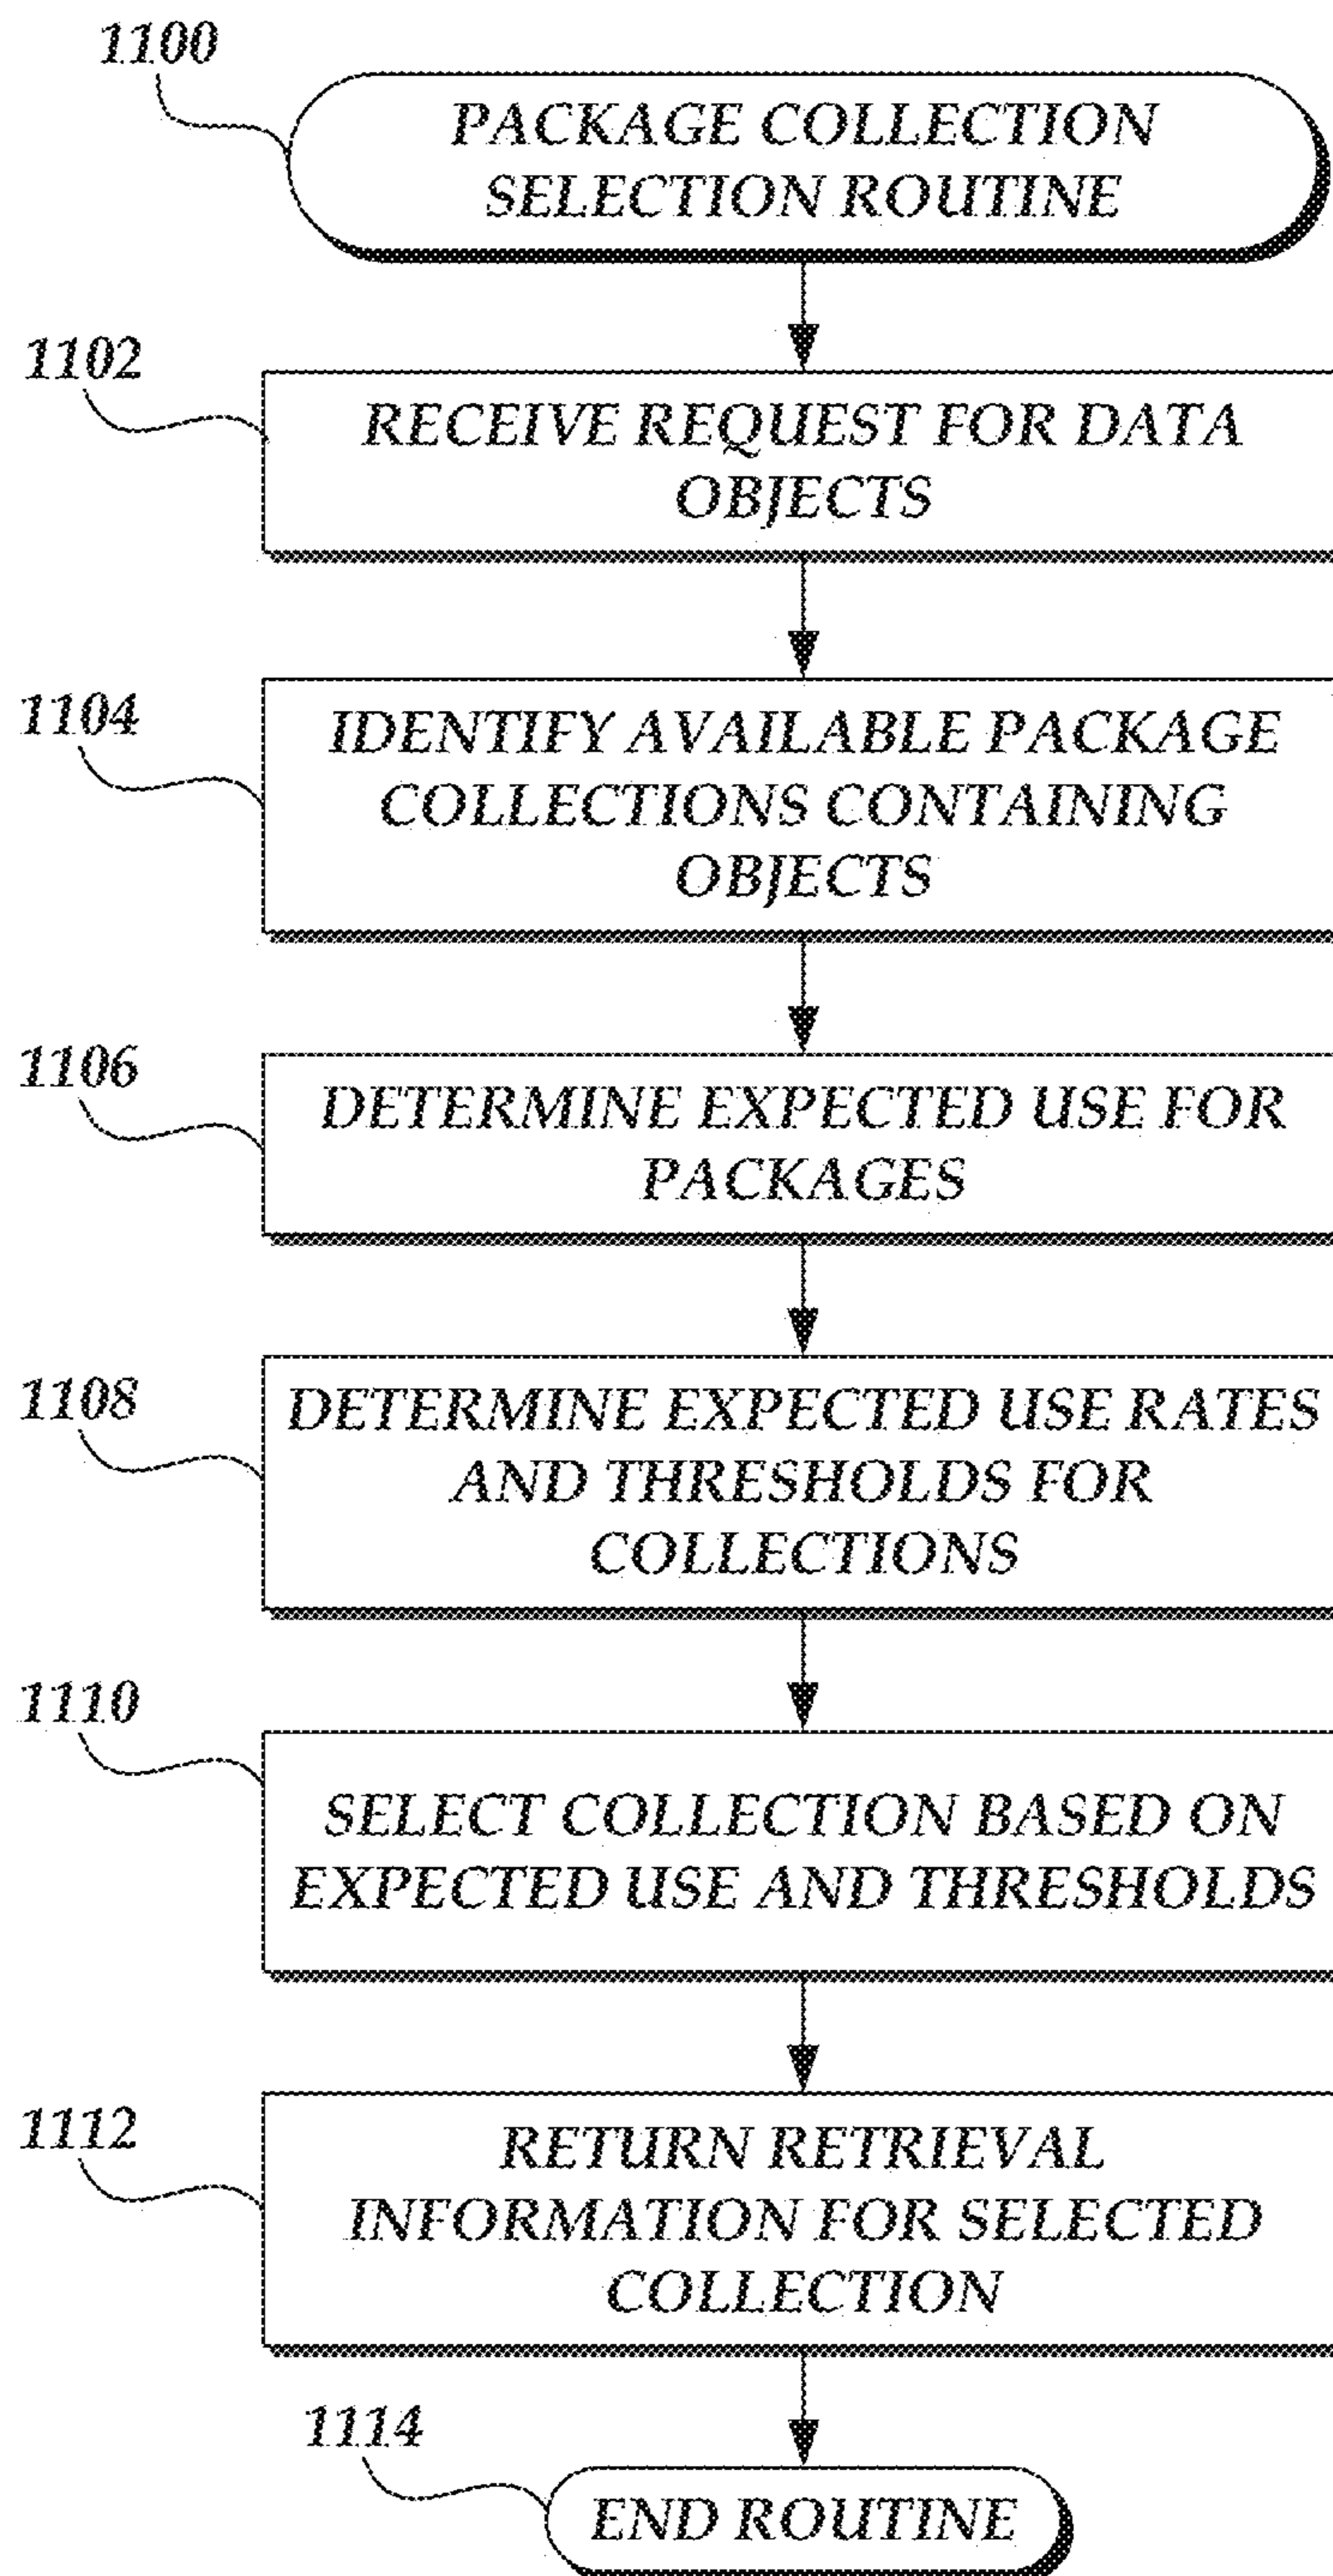 1100
PACKAGE COLLECTION
SELECTION ROUTINE
1102
RECEIVE REQUEST FOR DATA
OBJECTS
1104
IDENTIFY AVAILABLE PACKAGE
COLLECTIONS CONTAINING
OBJECTS
1106
DETERMINE EXPECTED USE FOR
PACKAGES
1108
DETERMINE EXPECTED USE RATES
AND THRESHOLDS FOR
COLLECTIONS
1110
SELECT COLLECTION BASED ON
EXPECTED USE AND THRESHOLDS
1112
RETURN RETRIEVAL
INFORMATION FOR SELECTED
COLLECTION
1114
END ROUTINE